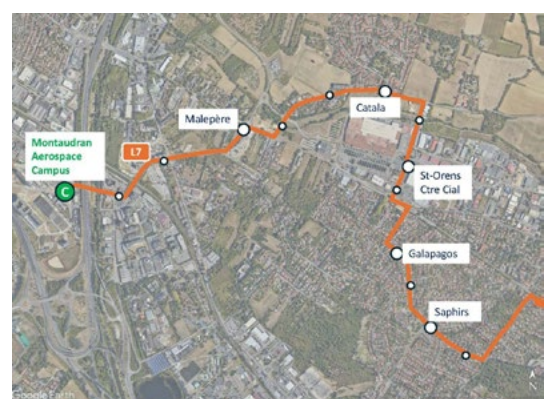 Catala
Malepère
Montaudran
Aerospace
Campus
L7
C
St-Orens
Ctre Cial
Galapagos
Saphirs
N
Google Earth